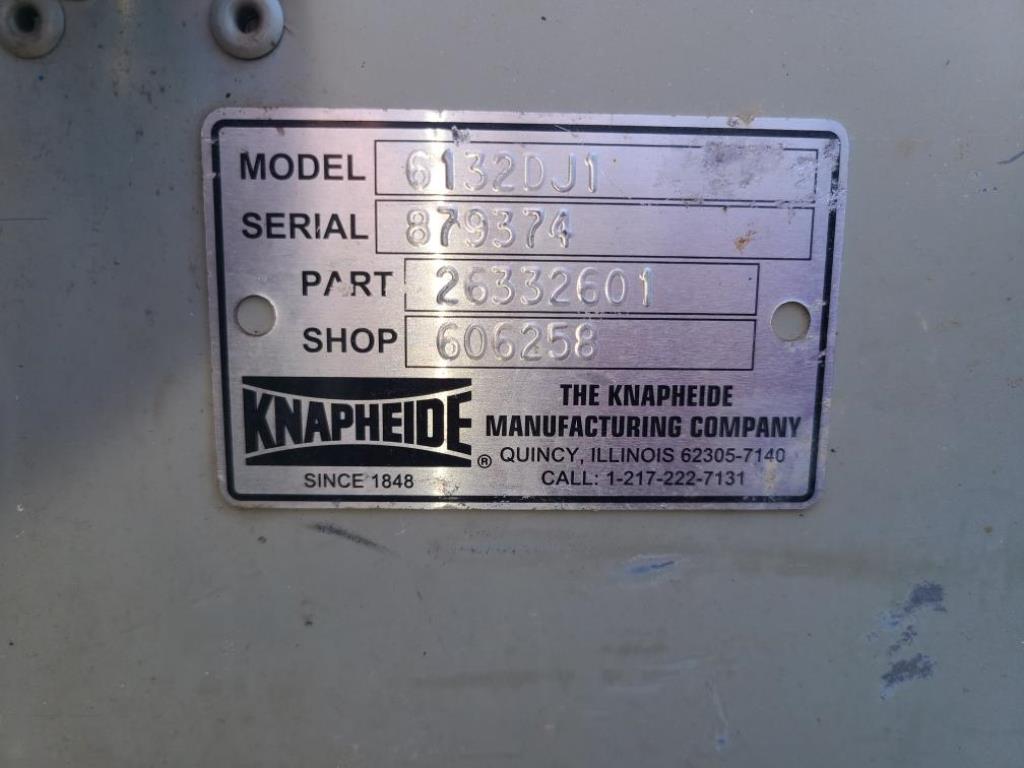 MODEL 6132DJ1
SERIAL 879374
PART 26332601
SHOP 606258
KNAPHEIDE ®
SINCE 1848
THE KNAPHEIDE
MANUFACTURING COMPANY
QUINCY, ILLINOIS 62305-7140
CALL: 1-217-222-7131